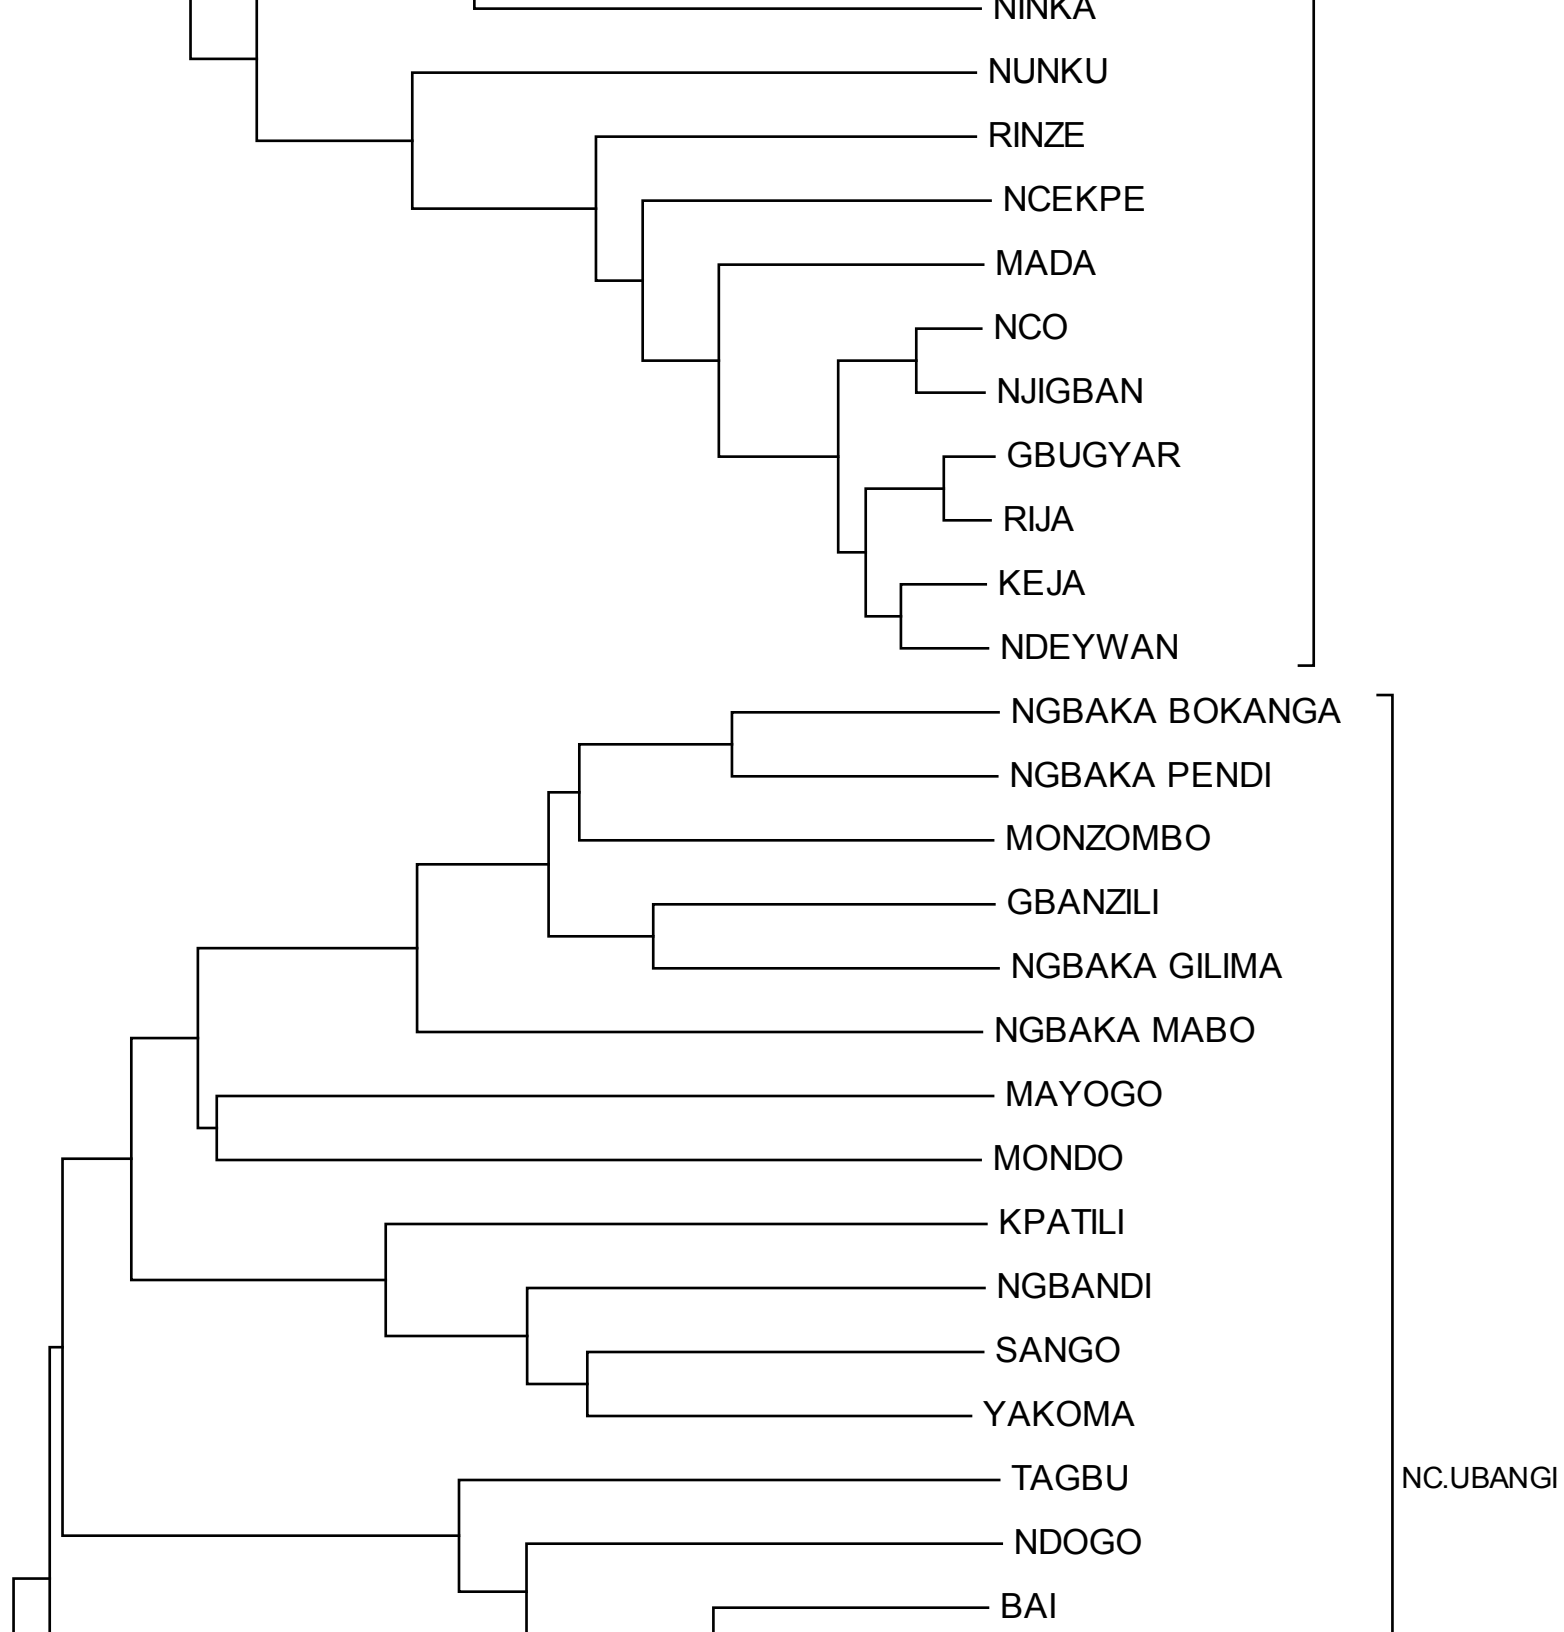 NINKA
NUNKU
RINZE
NCEKPE
MADA
NCO
NJIGBAN
GBUGYAR
RIJA
KEJA
NDEYWAN
NGBAKA BOKANGA
NGBAKA PENDI
MONZOMBO
GBANZILI
NGBAKA GILIMA
NGBAKA MABO
MAYOGO
MONDO
KPATILI
NGBANDI
SANGO
YAKOMA
TAGBU
NC.UBANGI
NDOGO
BAI